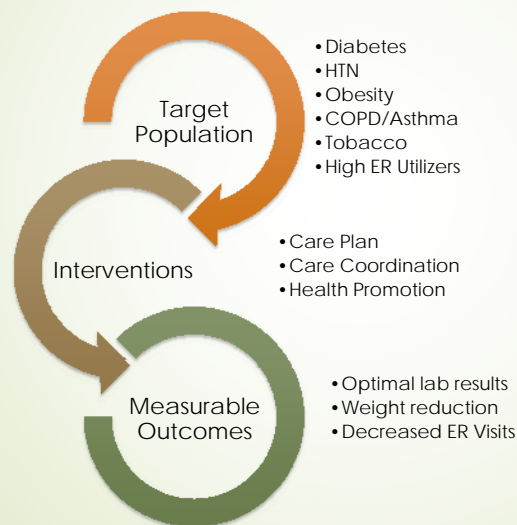 Target
Population
• Diabetes
• HTN
• Obesity
• COPD/Asthma
• Tobacco
• High ER Utilizers
Interventions
• Care Plan
• Care Coordination
• Health Promotion
Measurable
Outcomes
• Optimal lab results
• Weight reduction
• Decreased ER Visits